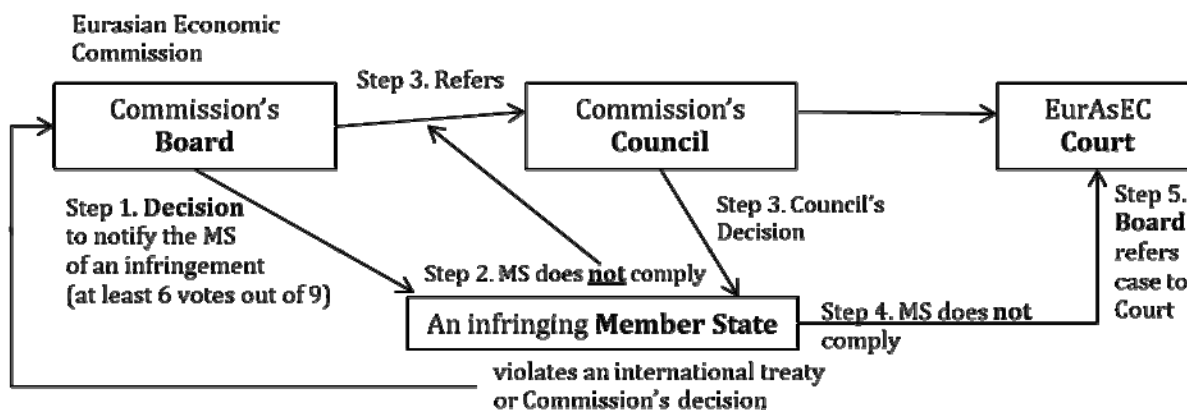 Eurasian Economic
Commission
Step 3. Refers
Commission's
Board
Commission's
Council
EurAsEC
Court
Step 1. Decision
to notify the MS
of an infringement
(at least 6 votes out of 9)
Step 2. MS does not comply
Step 3. Council's
Decision
An infringing Member State
Step 4. MS does not
comply
Step 5.
Board
refers
case to
Court
violates an international treaty
or Commission's decision